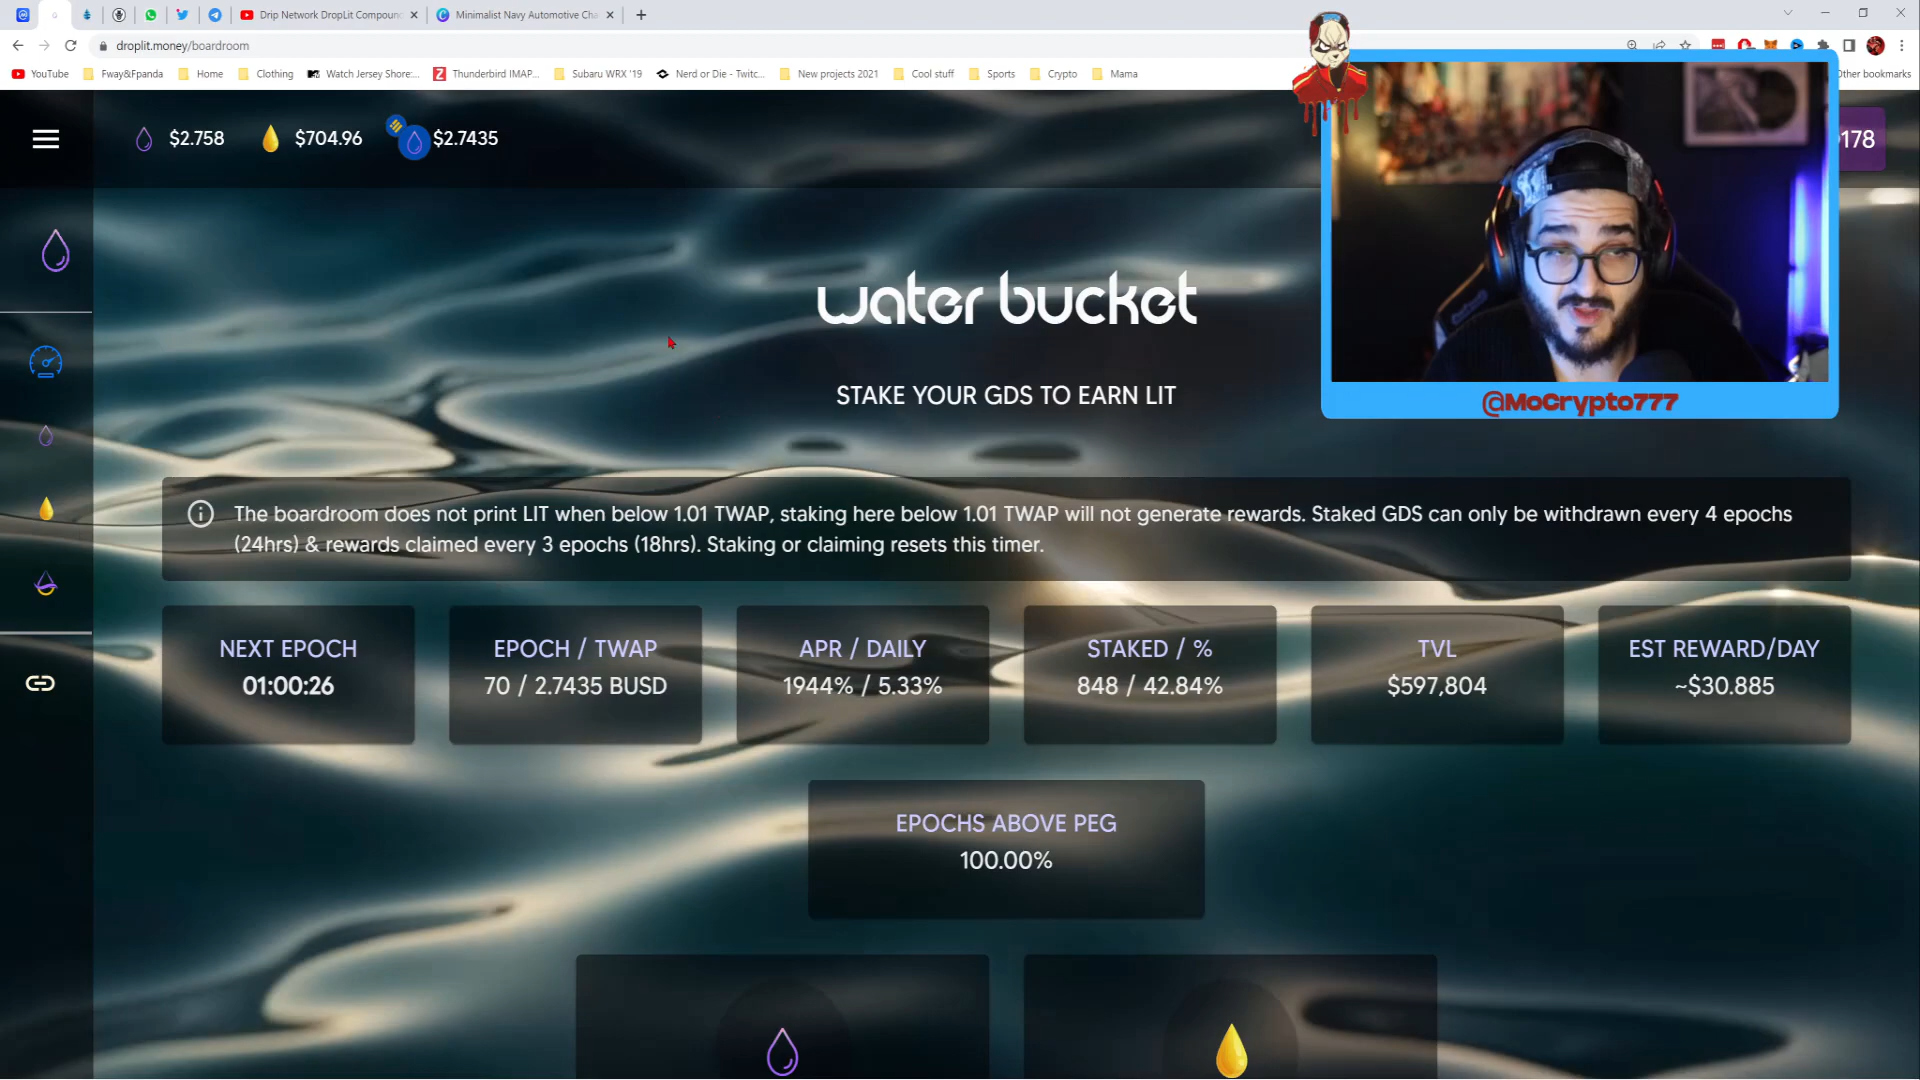 Drip Network DropLit Compounc
Minimalist Navy Automotive Cha
droplit.money/boardroom
YouTube
Fway&Fpanda
Home
Clothing
Watch Jersey Shore:...
Thunderbird IMAP...
Subaru WRX '19
Nerd or Die - Twitc...
New projects 2021
Cool stuff
Sports
Crypto
Mama
Other bookmarks
$2.758
$704.96
$2.7435
178
water bucket
STAKE YOUR GDS TO EARN LIT
@MoCrypto777
The boardroom does not print LIT when below 1.01 TWAP, staking here below 1.01 TWAP will not generate rewards. Staked GDS can only be withdrawn every 4 epochs
(24hrs) & rewards claimed every 3 epochs (18hrs). Staking or claiming resets this timer.
NEXT EPOCH
01:00:26
EPOCH / TWAP
70 / 2.7435 BUSD
APR / DAILY
1944% / 5.33%
STAKED / %
848 / 42.84%
TVL
$597,804
EST REWARD/DAY
~$30.885
EPOCHS ABOVE PEG
100.00%